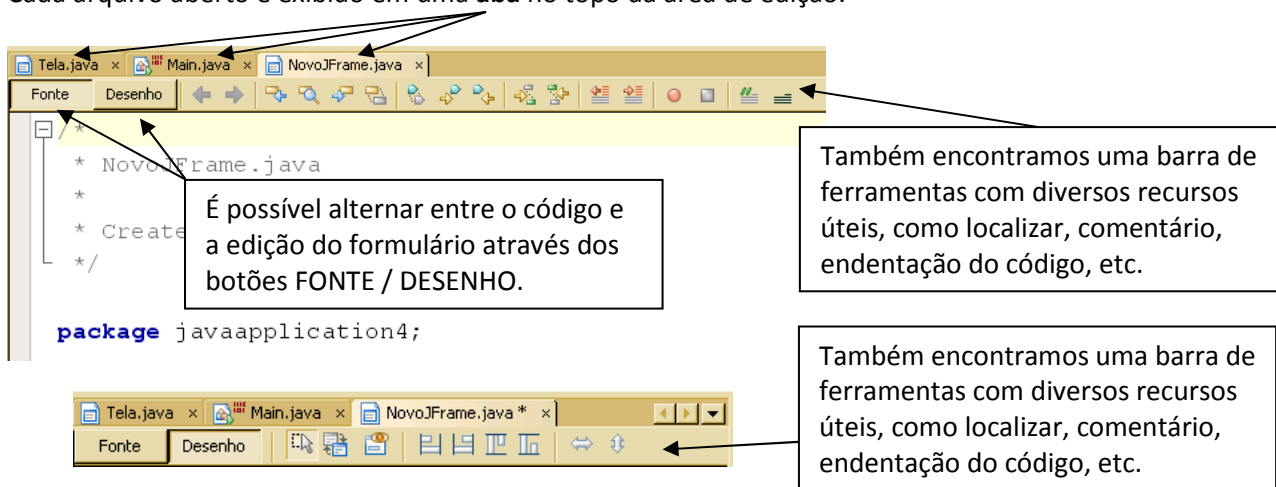 Cada arquivo aberto é exibido em uma aba no topo da área de edição.
Tela.java × Main.java × NovoJFrame.java ×
Fonte Desenho
/*
* NovoJFrame.java
*
* Create
*/
package javaapplication4;
É possível alternar entre o código e
a edição do formulário através dos
botões FONTE / DESENHO.
Também encontramos uma barra de
ferramentas com diversos recursos
úteis, como localizar, comentário,
endentação do código, etc.
Tela.java × Main.java × NovoJFrame.java * ×
Fonte Desenho
Também encontramos uma barra de
ferramentas com diversos recursos
úteis, como localizar, comentário,
endentação do código, etc.